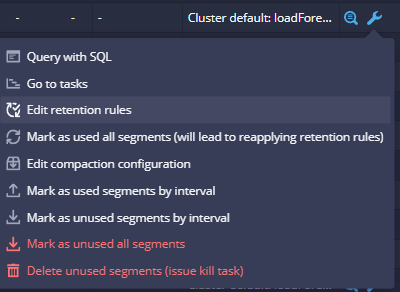 - - - Cluster default: loadFore...
Query with SQL
Go to tasks
Edit retention rules
Mark as used all segments (will lead to reapplying retention rules)
Edit compaction configuration
Mark as used segments by interval
Mark as unused segments by interval
Mark as unused all segments
Delete unused segments (issue kill task)